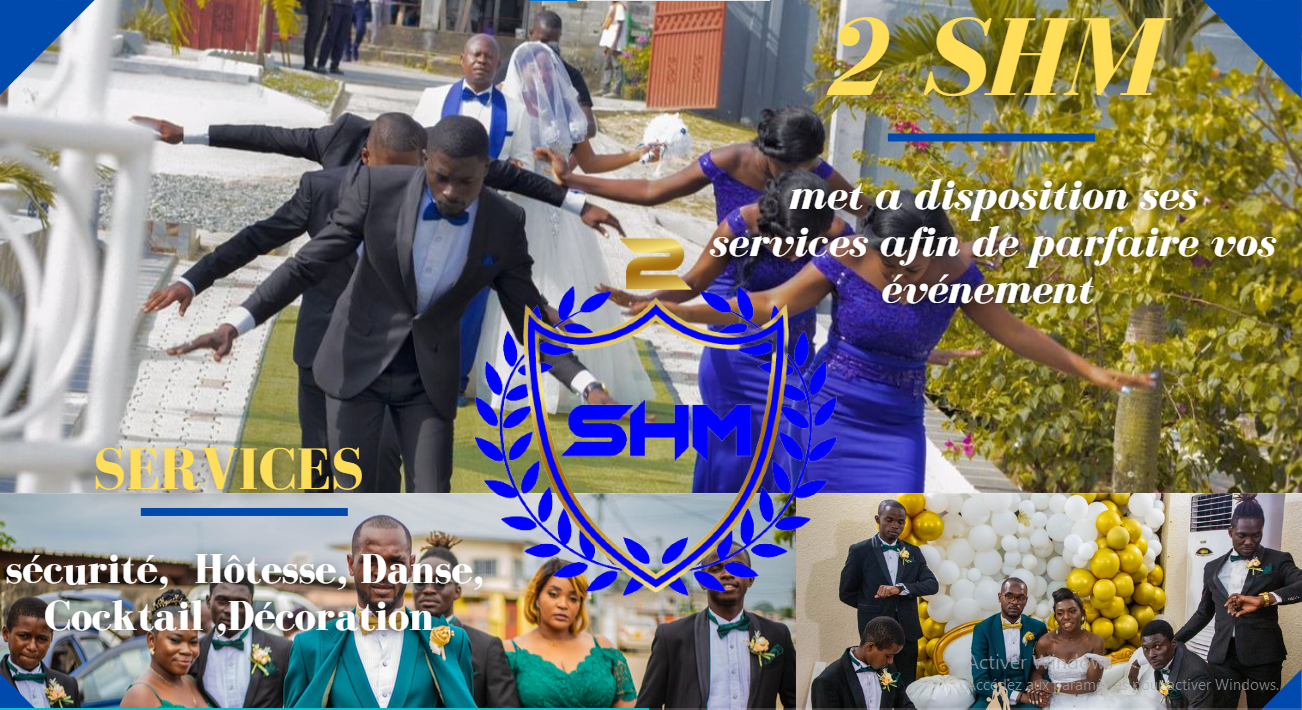 2 SHM
met a disposition ses
services afin de parfaire vos
événement
2
SHM
SERVICES
sécurité, Hôtesse, Danse,
Cocktail ,Décoration
Activer Windows
Accédez aux paramètres pour activer Windows.